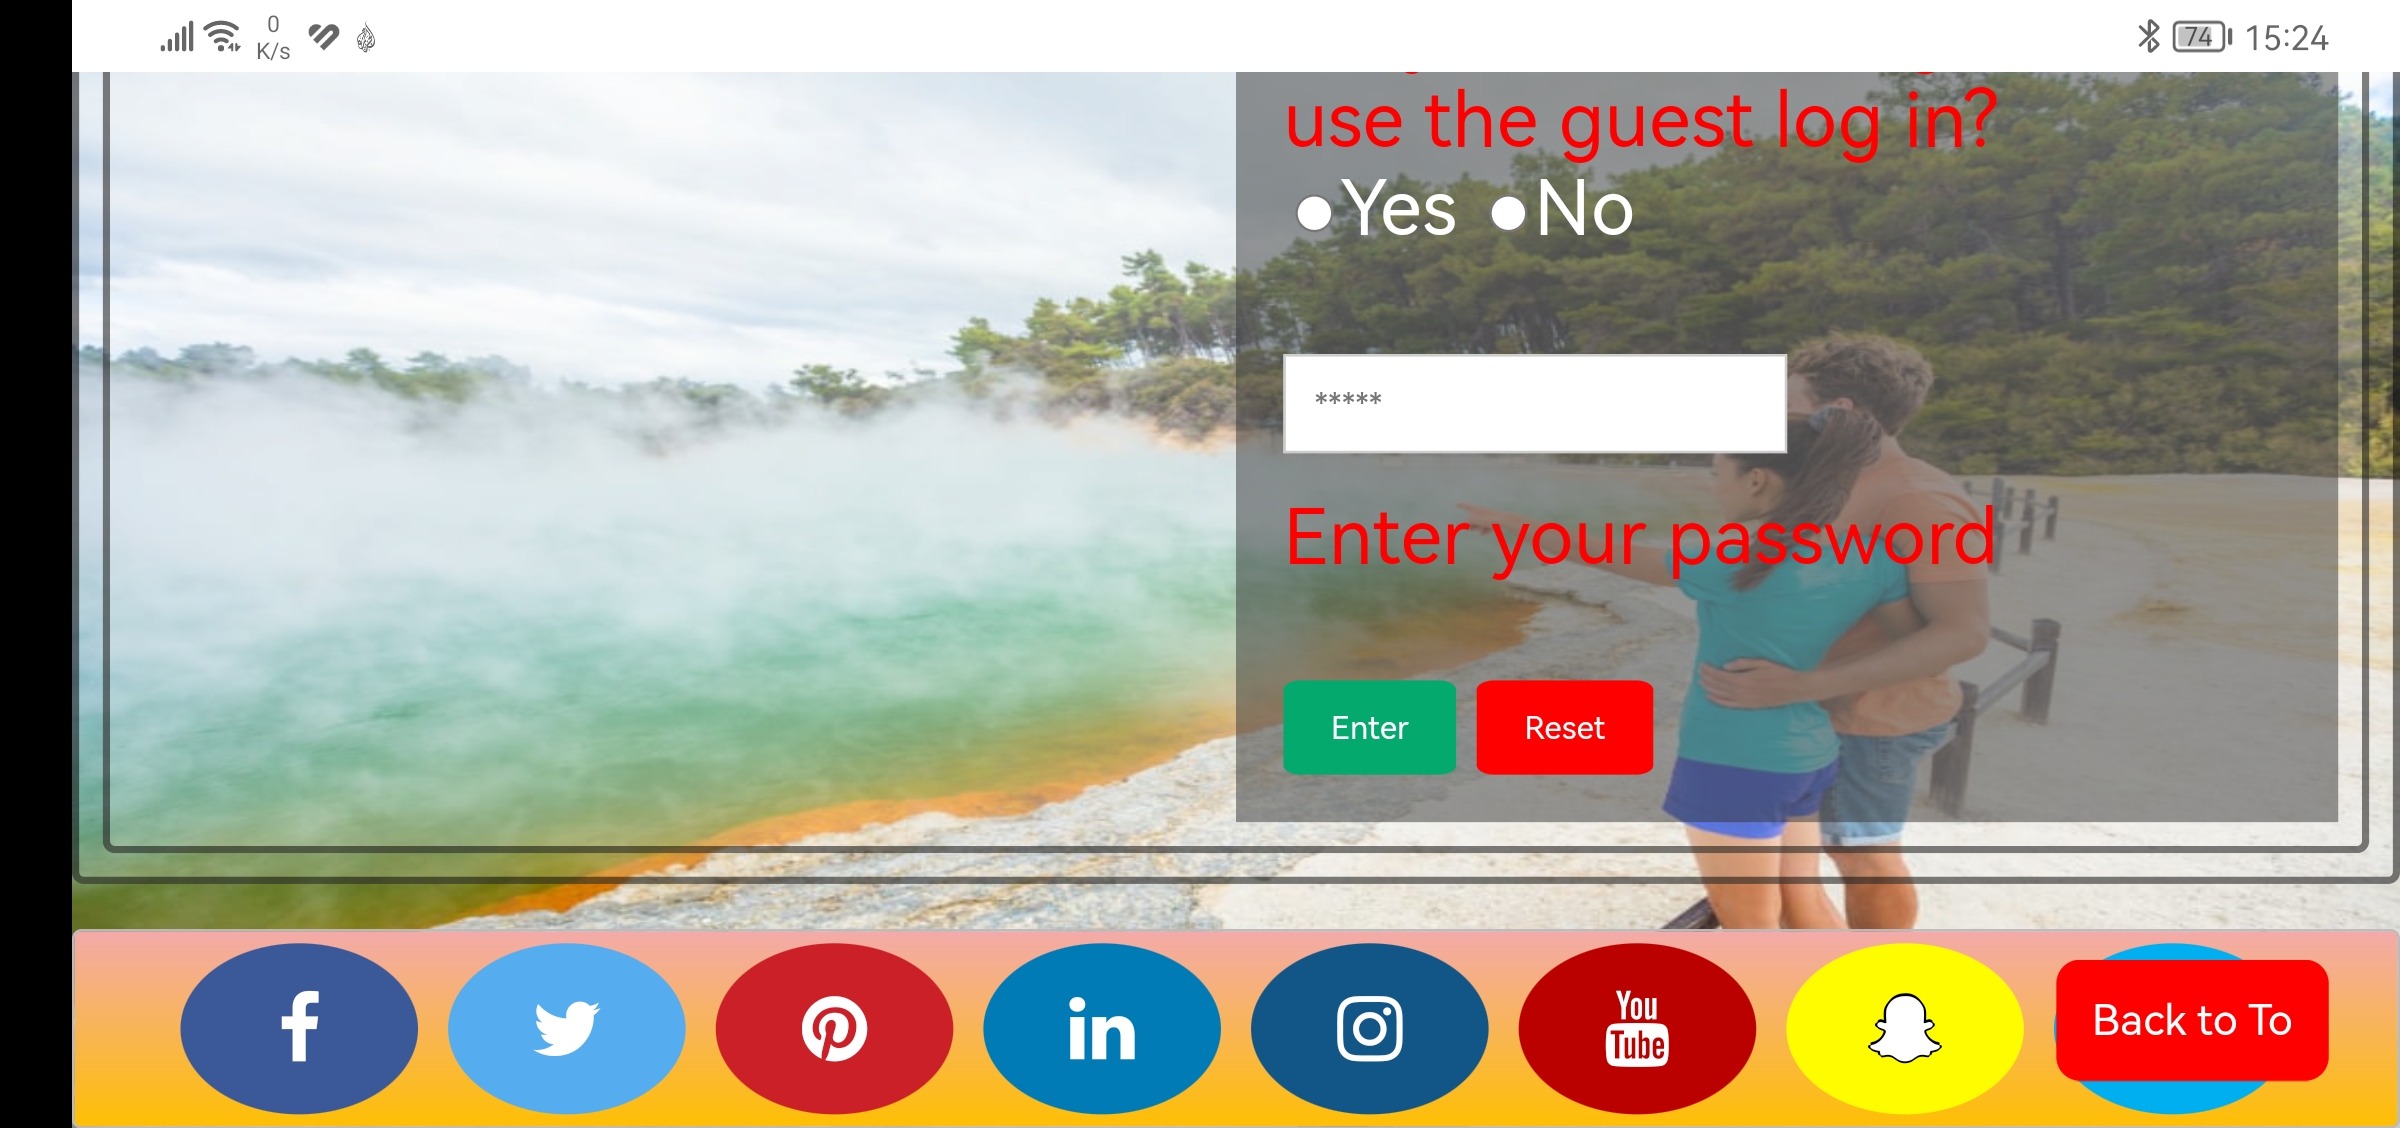 0
K/s
74
15:24
use the guest log in?
Yes No
*****
Enter your password
Enter Reset
f in You Tube
Back to To